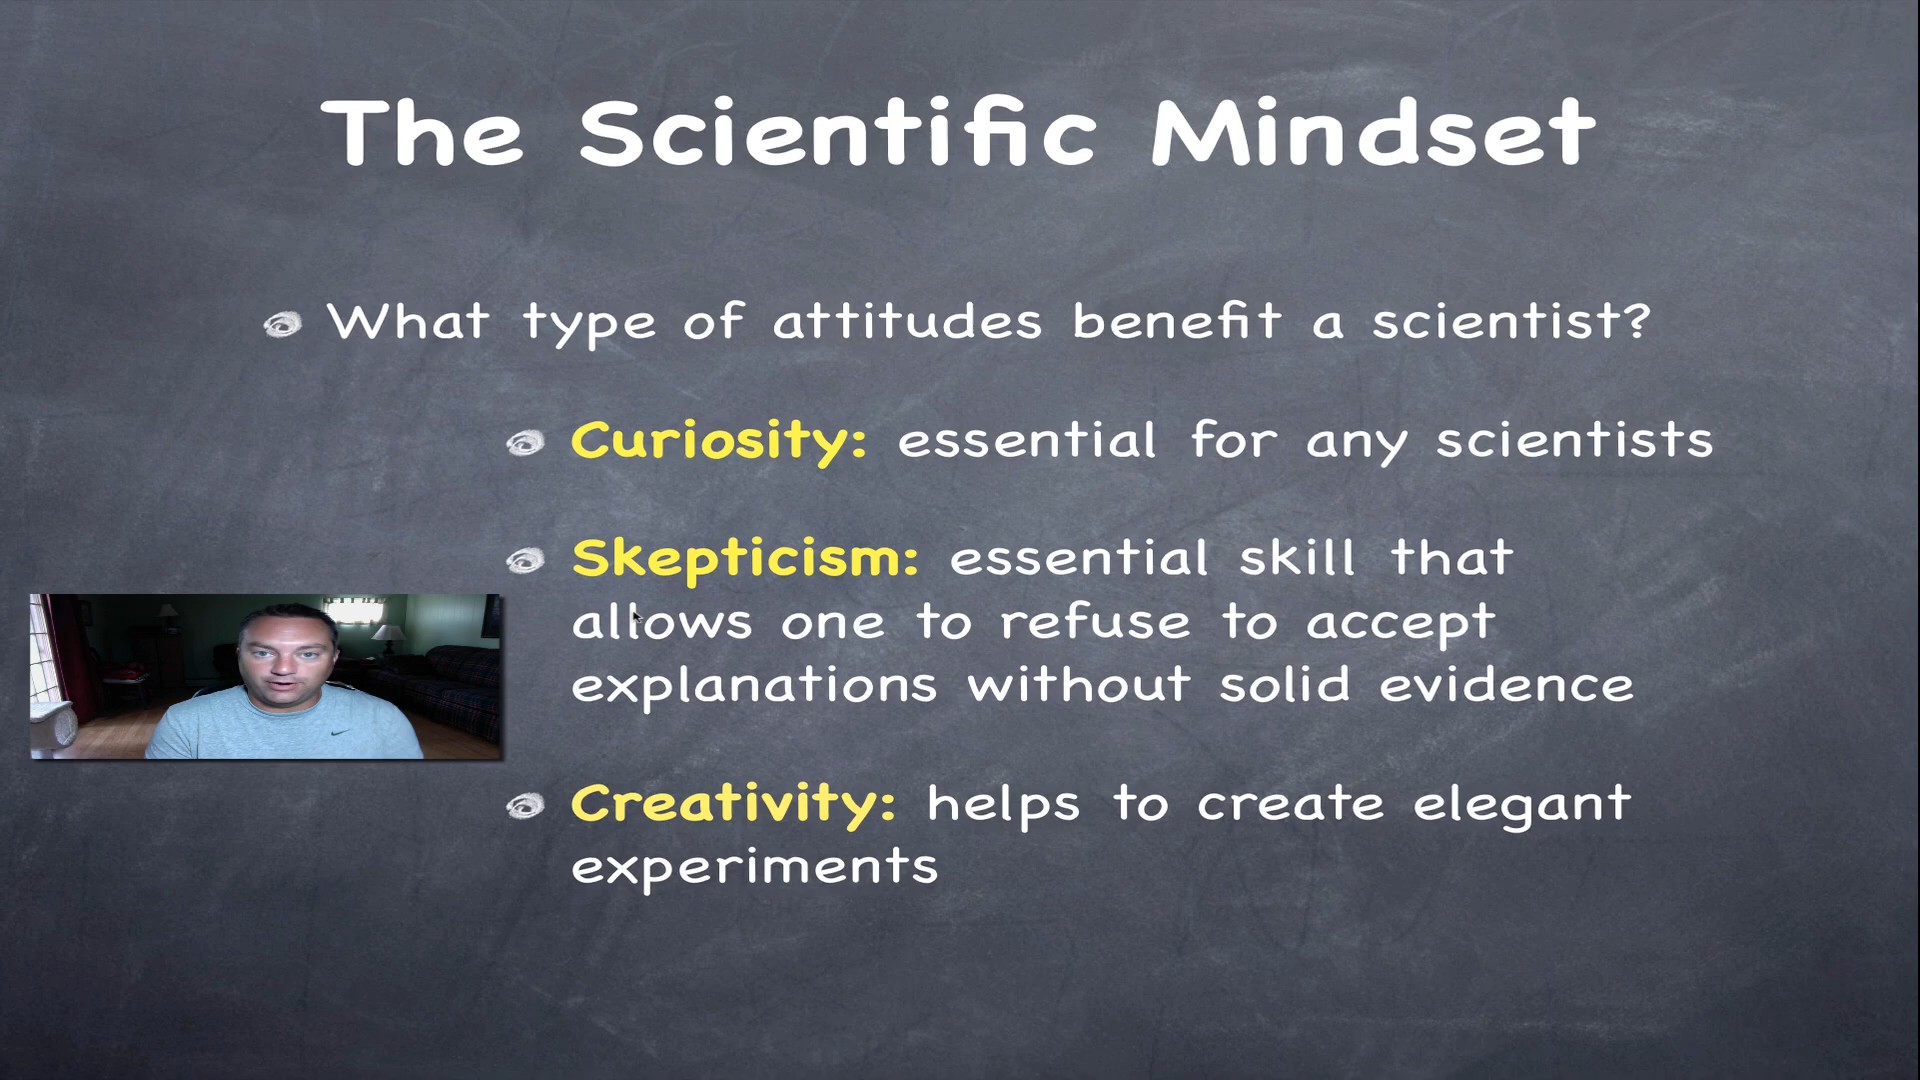 The Scientific Mindset
What type of attitudes benefit a scientist?
Curiosity: essential for any scientists
Skepticism: essential skill that
allows one to refuse to accept
explanations without solid evidence
Creativity: helps to create elegant
experiments